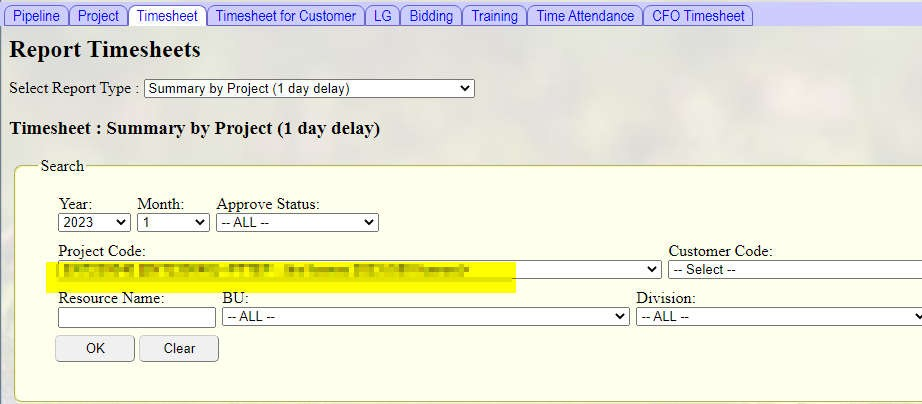 Pipeline Project Timesheet Timesheet for Customer LG Bidding Training Time Attendance CFO Timesheet
Report Timesheets
Select Report Type : Summary by Project (1 day delay)
Timesheet : Summary by Project (1 day delay)
Search
Year: Month: Approve Status:
2023 1 -- ALL --
Project Code: Customer Code:
-- Select --
Resource Name: BU: Division:
-- ALL -- -- ALL --
OK Clear